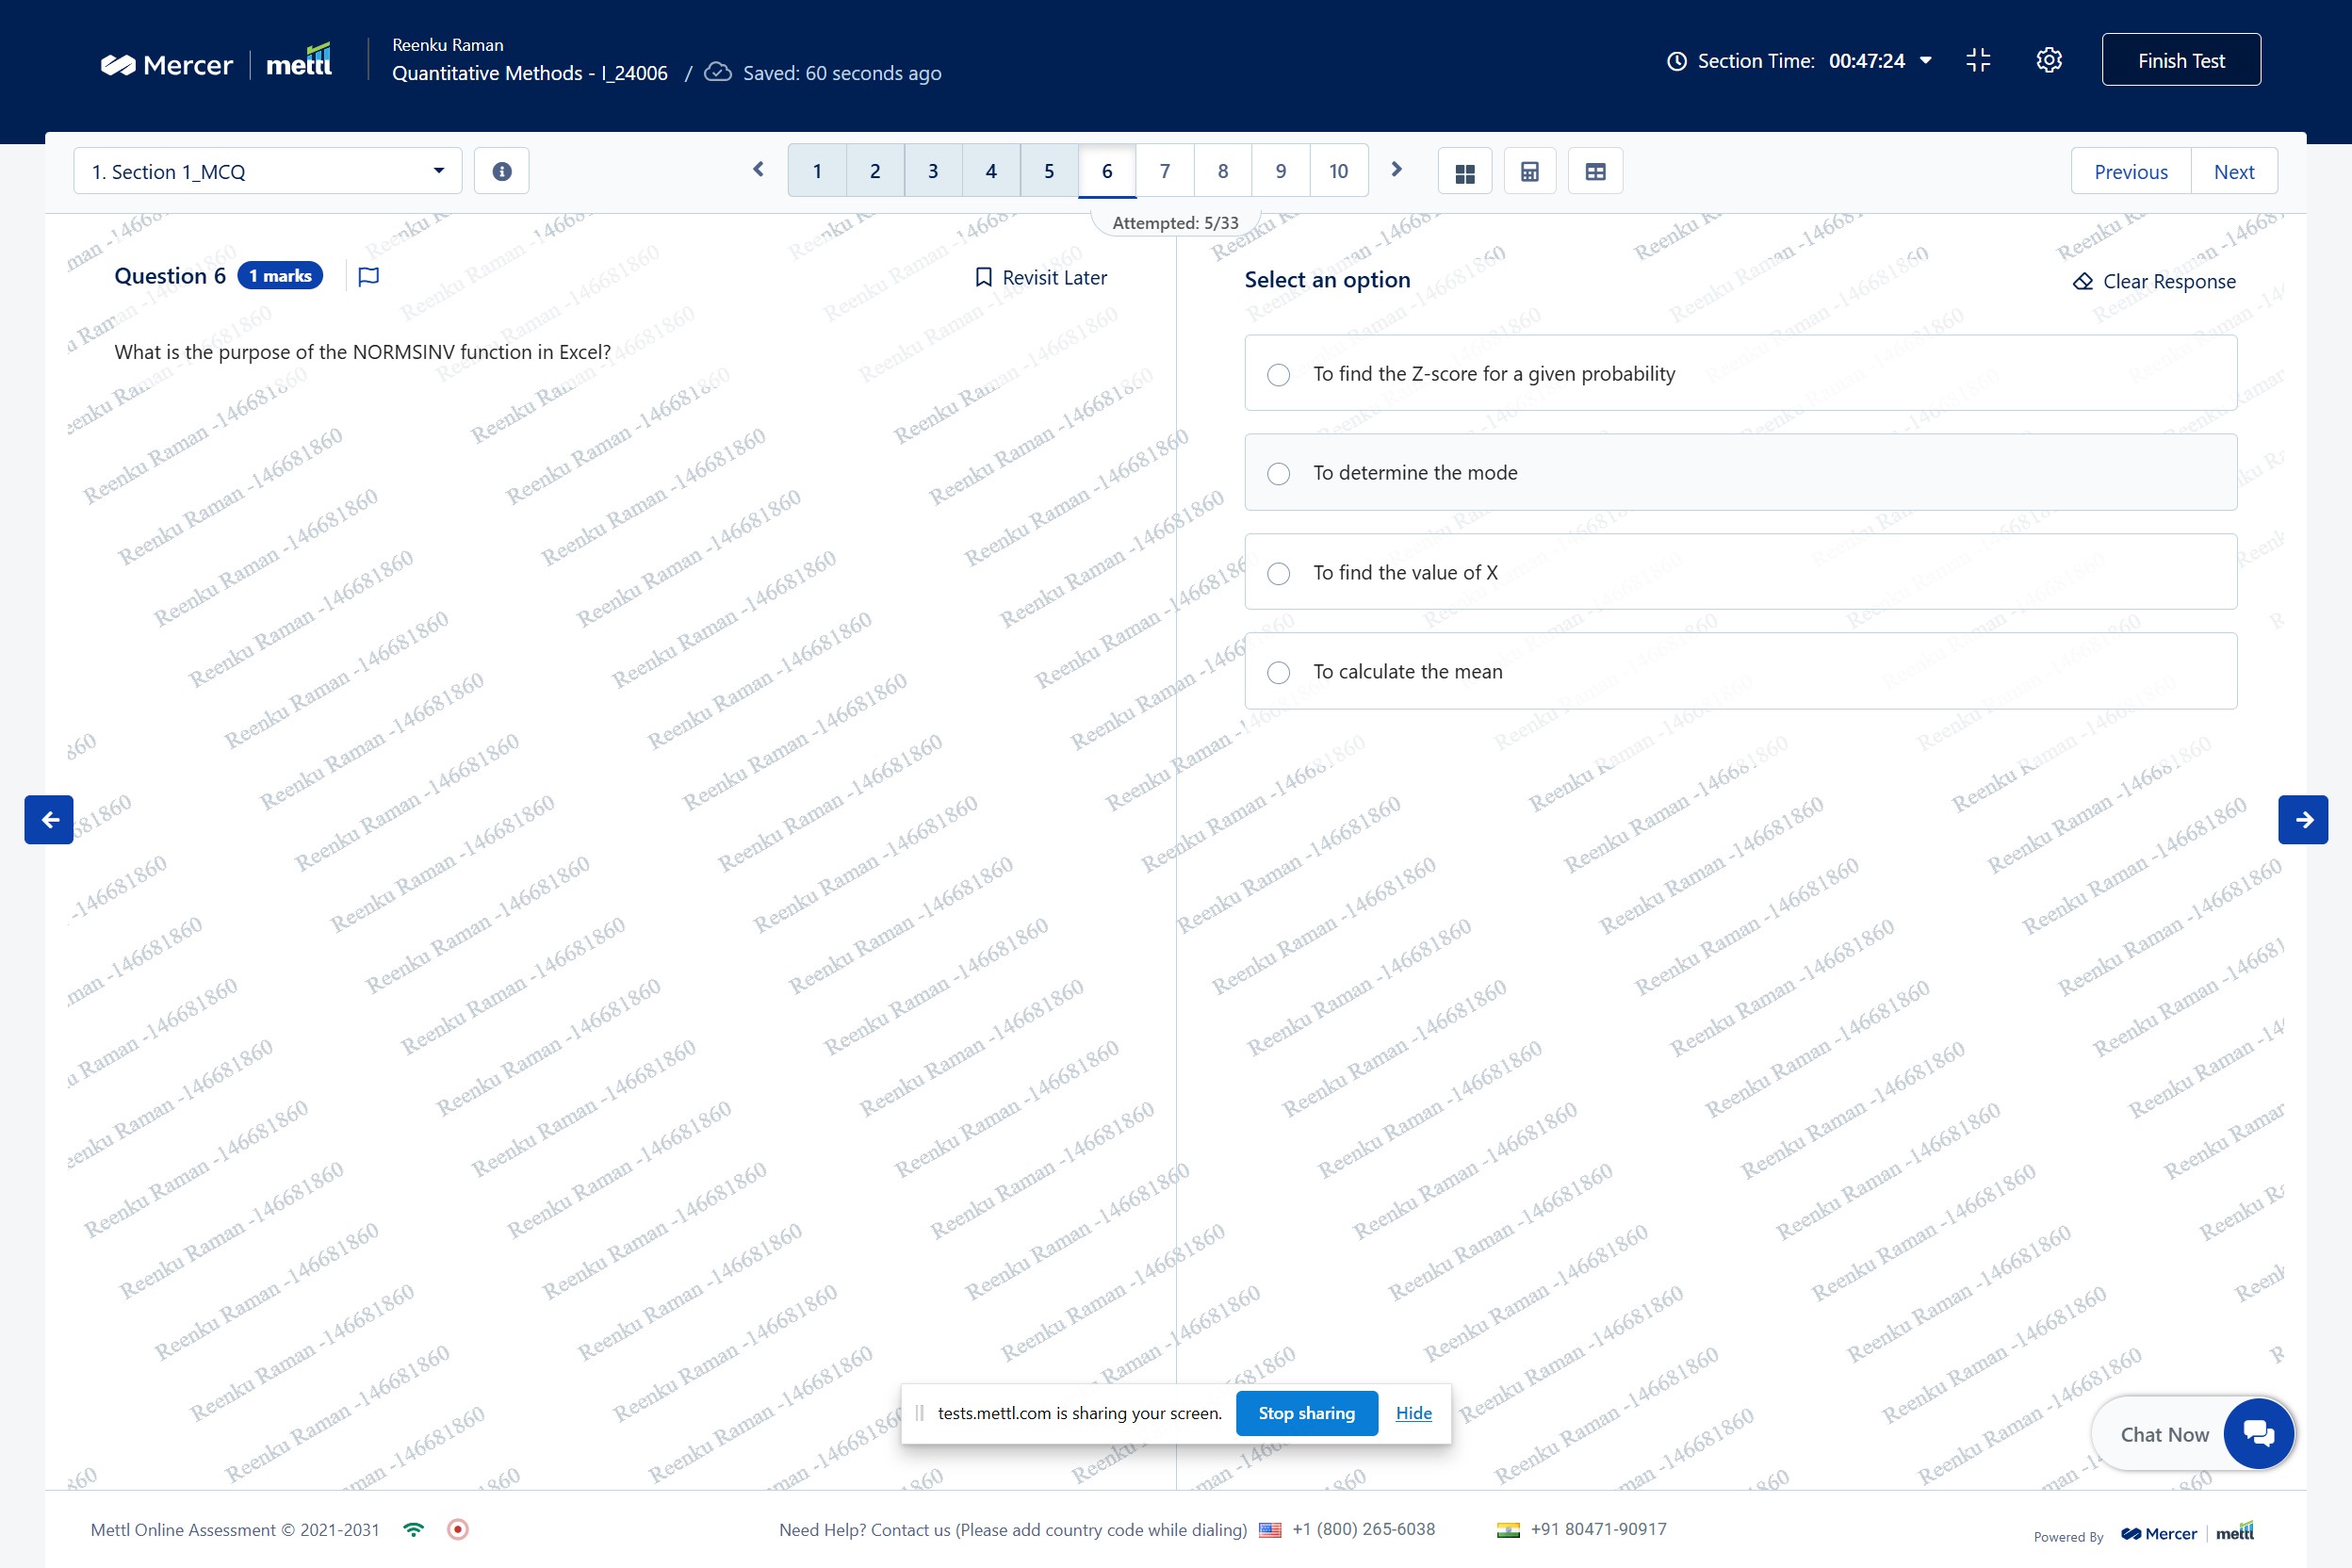 Mercer | mettl
Reenku Raman
Quantitative Methods - I_24006 / Saved: 60 seconds ago
Section Time: 00:47:24
Finish Test
1. Section 1_MCQ
1 2 3 4 5 6 7 8 9 10
Previous Next
Attempted: 5/33
Question 6 1 marks
Revisit Later
What is the purpose of the NORMSINV function in Excel?
Select an option
Clear Response
To find the Z-score for a given probability
To determine the mode
To find the value of X
To calculate the mean
Reenku Raman -146681860
tests.mettl.com is sharing your screen. Stop sharing Hide
Chat Now
Mettl Online Assessment © 2021-2031
Need Help? Contact us (Please add country code while dialing) +1 (800) 265-6038 +91 80471-90917
Powered By Mercer | mettl